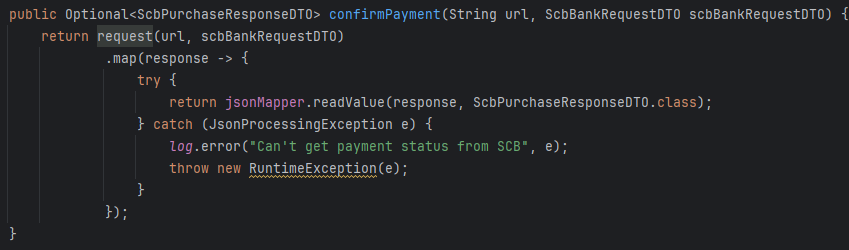 public Optional<ScbPurchaseResponseDTO> confirmPayment(String url, ScbBankRequestDTO scbBankRequestDTO) {
    return request(url, scbBankRequestDTO)
            .map(response -> {
                try {
                    return jsonMapper.readValue(response, ScbPurchaseResponseDTO.class);
                } catch (JsonProcessingException e) {
                    log.error("Can't get payment status from SCB", e);
                    throw new RuntimeException(e);
                }
            });
}